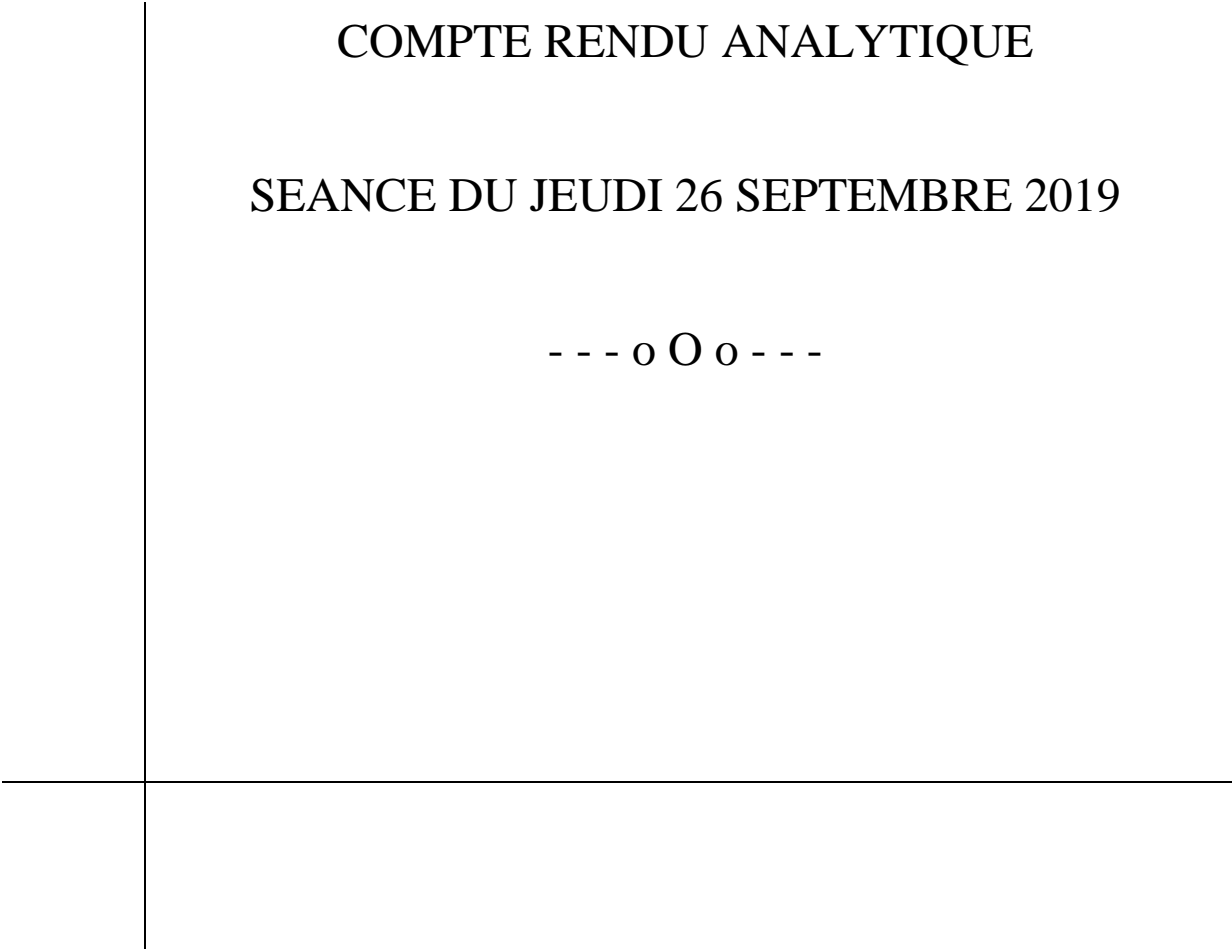 COMPTE RENDU ANALYTIQUE
SEANCE DU JEUDI 26 SEPTEMBRE 2019
- - - o O o - - -